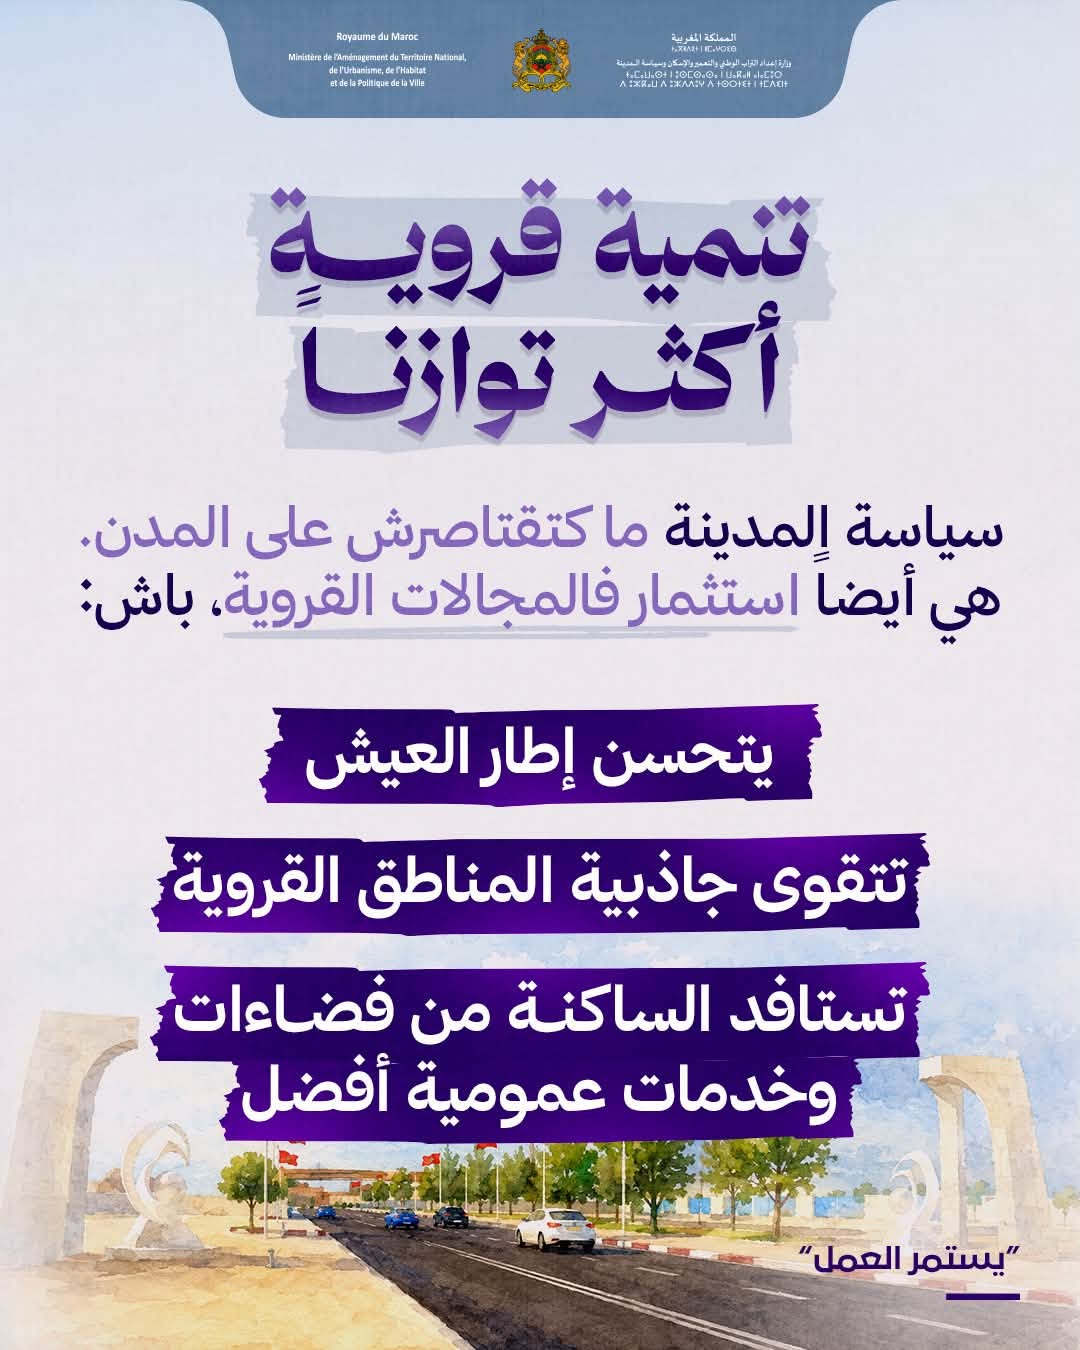 Royaume du Maroc
Ministère de l'Aménagement du Territoire National,
de l'Urbanisme, de l'Habitat
et de la Politique de la Ville
المملكة المغربية
وزارة إعداد التراب الوطني والتعمير والإسكان وسياسة المدينة
تنمية قرويةٍ
أكثر توازنا
سياسة المدينة ما كتقتاصرش على المدن.
هي أيضاً استثمار فالمجالات القروية، باش:
يتحسن إطار العيش
تتقوى جاذبية المناطق القروية
تستافد الساكنة من فضاءات
وخدمات عمومية أفضل
"يستمر العمل"